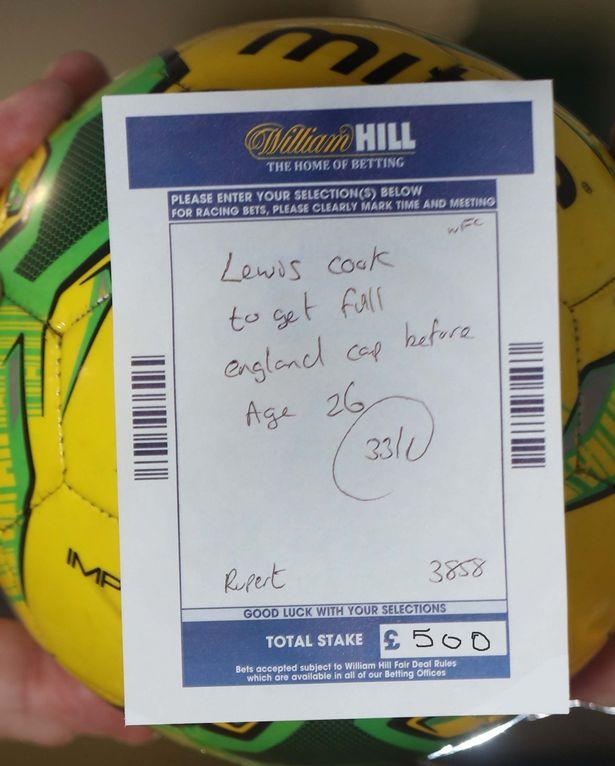 mit
William HILL
THE HOME OF BETTING
PLEASE ENTER YOUR SELECTION(S) BELOW
FOR RACING BETS, PLEASE CLEARLY MARK TIME AND MEETING
Lewis cook
to get full
england cap before
Age 26
33/1
Rupert 3858
GOOD LUCK WITH YOUR SELECTIONS
TOTAL STAKE £ 500
Bets accepted subject to William Hill Fair Deal Rules
which are available in all of our Betting Offices
IMP